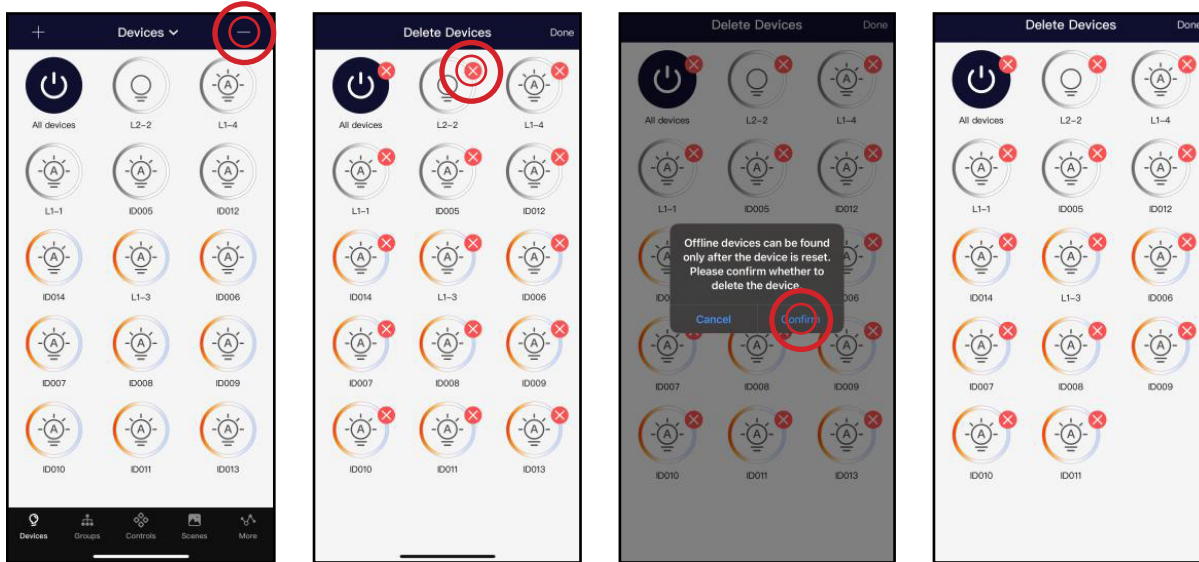 Devices
All devices
L2-2
L1-4
L1-1
ID005
ID012
ID014
L1-3
ID006
ID007
ID008
ID009
ID010
ID011
ID013
Devices
Groups
Controls
Scenes
More
Delete Devices
Done
All devices
L2-2
L1-4
L1-1
ID005
ID012
ID014
L1-3
ID006
ID007
ID008
ID009
ID010
ID011
ID013
Delete Devices
Done
All devices
L2-2
L1-4
L1-1
ID005
ID012
Offline devices can be found
only after the device is reset.
Please confirm whether to
delete the device.
Cancel
Confirm
ID007
ID008
ID009
ID010
ID011
ID013
Delete Devices
Done
All devices
L2-2
L1-4
L1-1
ID005
ID012
ID014
L1-3
ID006
ID007
ID008
ID009
ID010
ID011